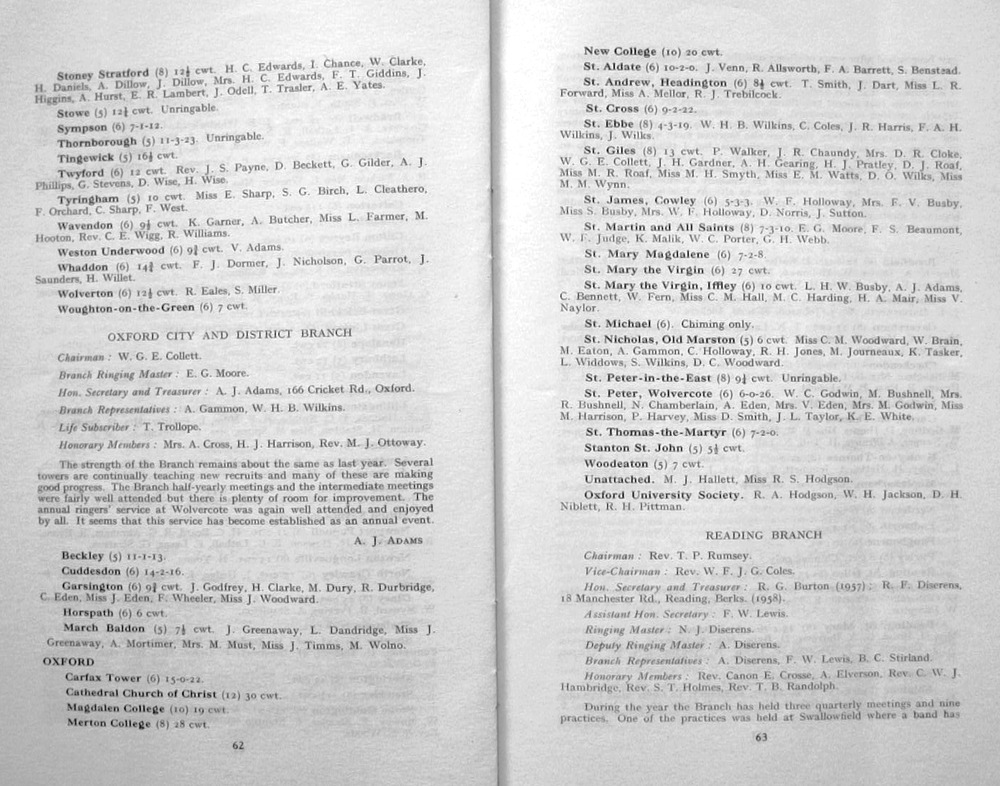 Stoney Stratford (8) 12½ cwt. H. C. Edwards, I. Chance, W. Clarke,
H. Daniels, A. Dillow, J. Dillow, Mrs. H. C. Edwards, F. T. Giddins, J.
Higgins, A. Hurst, E. R. Lambert, J. Odell, T. Trasler, A. E. Yates.
Stowe (5) 12½ cwt. Unringable.
Sympson (6) 7-1-12.
Thornborough (5) 11-3-23. Unringable.
Tingewick (5) 16½ cwt.
Twyford (6) 12 cwt. Rev. J. S. Payne, D. Beckett, G. Gilder, A. J.
Phillips, G. Stevens, D. Wise, H. Wise.
Tyringham (5) 10 cwt. Miss E. Sharp, S. G. Birch, L. Cleathero,
F. Orchard, C. Sharp, F. West.
Wavendon (6) 9½ cwt. K. Garner, A. Butcher, Miss L. Farmer, M.
Hooton, Rev. C. E. Wigg, R. Williams.
Weston Underwood (6) 9¾ cwt. V. Adams.
Whaddon (6) 14¾ cwt. F. J. Dormer, J. Nicholson, G. Parrot, J.
Saunders, H. Willet.
Wolverton (6) 12½ cwt. R. Eales, S. Miller.
Woughton-on-the-Green (6) 7 cwt.
OXFORD CITY AND DISTRICT BRANCH
Chairman : W. G. E. Collett.
Branch Ringing Master : E. G. Moore.
Hon. Secretary and Treasurer : A. J. Adams, 166 Cricket Rd., Oxford.
Branch Representatives : A. Gammon, W. H. B. Wilkins.
Life Subscriber : T. Trollope.
Honorary Members : Mrs. A. Cross, H. J. Harrison, Rev. M. J. Ottoway.
The strength of the Branch remains about the same as last year. Several
towers are continually teaching new recruits and many of these are making
good progress. The Branch half-yearly meetings and the intermediate meetings
were fairly well attended but there is plenty of room for improvement. The
annual ringers' service at Wolvercote was again well attended and enjoyed
by all. It seems that this service has become established as an annual event.
A. J. ADAMS
Beckley (5) 11-1-13.
Cuddesdon (6) 14-2-16.
Garsington (6) 9¾ cwt. J. Godfrey, H. Clarke, M. Dury, R. Durbridge,
C. Eden, Miss J. Eden, F. Wheeler, Miss J. Woodward.
Horspath (6) 6 cwt.
March Baldon (5) 7½ cwt. J. Greenaway, L. Dandridge, Miss J.
Greenaway, A. Mortimer, Mrs. M. Must, Miss J. Timms, M. Wolno.
OXFORD
Carfax Tower (6) 15-0-22.
Cathedral Church of Christ (12) 30 cwt.
Magdalen College (10) 19 cwt.
Merton College (8) 28 cwt.
62
New College (10) 20 cwt.
St. Aldate (6) 10-2-0. J. Venn, R. Allsworth, F. A. Barrett, S. Benstead.
St. Andrew, Headington (6) 8½ cwt. T. Smith, J. Dart, Miss L. R.
Forward, Miss A. Mellor, R. J. Trebilcock.
St. Cross (6) 9-2-22.
St. Ebbe (8) 4-3-19. W. H. B. Wilkins, C. Coles, J. R. Harris, F. A. H.
Wilkins, J. Wilks.
St. Giles (8) 13 cwt. P. Walker, J. R. Chaundy, Mrs. D. R. Cloke,
W. G. E. Collett, J. H. Gardner, A. H. Gearing, H. J. Pratley, D. J. Roaf,
Miss M. R. Roaf, Miss M. H. Smyth, Miss E. M. Watts, D. O. Wilks, Miss
M. M. Wynn.
St. James, Cowley (6) 5-3-3. W. F. Holloway, Mrs. F. V. Busby,
Miss S. Busby, Mrs. W. F. Holloway, D. Norris, J. Sutton.
St. Martin and All Saints (8) 7-3-10. E. G. Moore, F. S. Beaumont,
W. F. Judge, K. Malik, W. C. Porter, G. H. Webb.
St. Mary Magdalene (6) 7-2-8.
St. Mary the Virgin (6) 27 cwt.
St. Mary the Virgin, Iffley (6) 10 cwt. L. H. W. Busby, A. J. Adams,
C. Bennett, W. Fern, Miss C. M. Hall, M. C. Harding, H. A. Mair, Miss V.
Naylor.
St. Michael (6). Chiming only.
St. Nicholas, Old Marston (5) 6 cwt. Miss C. M. Woodward, W. Brain,
M. Eaton, A. Gammon, C. Holloway, R. H. Jones, M. Journeaux, K. Tasker,
L. Widdows, S. Wilkins, D. C. Woodward.
St. Peter-in-the-East (8) 9½ cwt. Unringable.
St. Peter, Wolvercote (6) 6-0-26. W. C. Godwin, M. Bushnell, Mrs.
R. Bushnell, N. Chamberlain, A. Eden, Mrs. V. Eden, Mrs. M. Godwin, Miss
M. Harrison, P. Harvey, Miss D. Smith, J. L. Taylor, K. E. White.
St. Thomas-the-Martyr (6) 7-2-0.
Stanton St. John (5) 5½ cwt.
Woodeaton (5) 7 cwt.
Unattached. M. J. Hallett, Miss R. S. Hodgson.
Oxford University Society. R. A. Hodgson, W. H. Jackson, D. H.
Niblett, R. H. Pittman.
READING BRANCH
Chairman : Rev. T. P. Rumsey.
Vice-Chairman : Rev. W. F. J. G. Coles.
Hon. Secretary and Treasurer : R. G. Burton (1957); R. F. Discrens,
18 Manchester Rd., Reading, Berks. (1958).
Assistant Hon. Secretary : F. W. Lewis.
Ringing Master : N. J. Discrens.
Deputy Ringing Master : A. Discrens.
Branch Representatives : A. Discrens, F. W. Lewis, B. C. Stirland.
Honorary Members : Rev. Canon E. Crosse, A. Elverson, Rev. C. W. J.
Hambridge, Rev. S. T. Holmes, Rev. T. B. Randolph.
During the year the Branch has held three quarterly meetings and nine
practices. One of the practices was held at Swallowfield where a band has
63